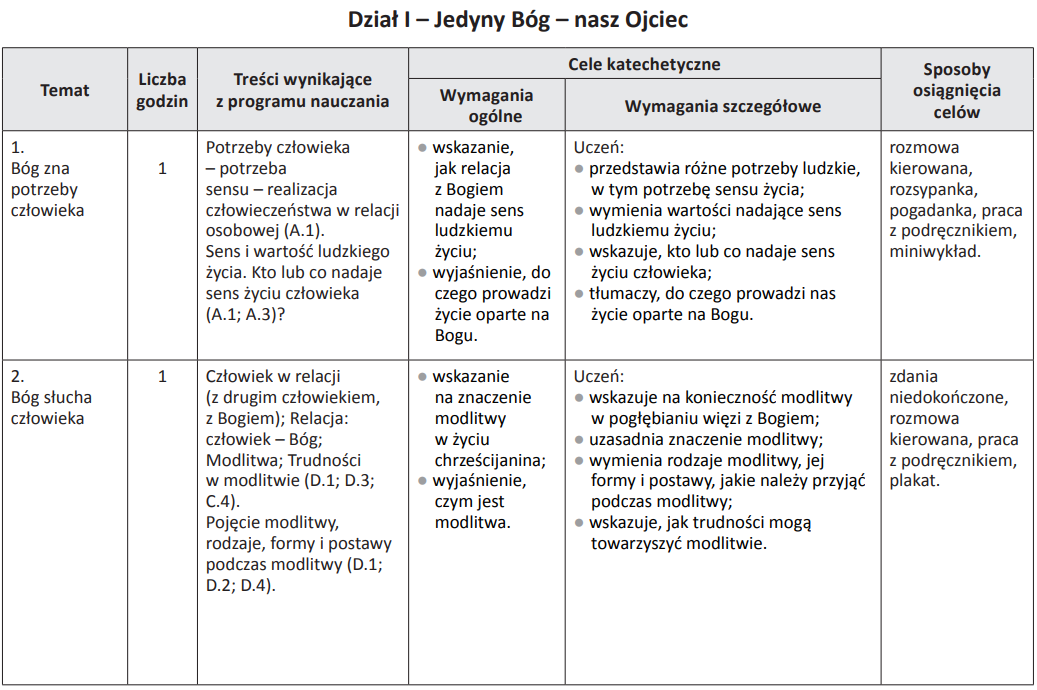 Dział I – Jedyny Bóg – nasz Ojciec
Temat
Liczba
godzin
Treści wynikające
z programu nauczania
Cele katechetyczne
Wymagania
ogólne
Wymagania szczegółowe
Sposoby
osiągnięcia
celów
1.
Bóg zna
potrzeby
człowieka
1
Potrzeby człowieka
– potrzeba
sensu – realizacja
człowieczeństwa w relacji
osobowej (A.1).
Sens i wartość ludzkiego
życia. Kto lub co nadaje
sens życiu człowieka
(A.1; A.3)?
● wskazanie,
jak relacja
z Bogiem
nadaje sens
ludzkiemu
życiu;
● wyjaśnienie, do
czego prowadzi
życie oparte na
Bogu.
Uczeń:
● przedstawia różne potrzeby ludzkie,
w tym potrzebę sensu życia;
● wymienia wartości nadające sens
ludzkiemu życiu;
● wskazuje, kto lub co nadaje sens
życiu człowieka;
● tłumaczy, do czego prowadzi nas
życie oparte na Bogu.
rozmowa
kierowana,
rozsypanka,
pogadanka, praca
z podręcznikiem,
miniwykład.
2.
Bóg słucha
człowieka
1
Człowiek w relacji
(z drugim człowiekiem,
z Bogiem); Relacja:
człowiek – Bóg;
Modlitwa; Trudności
w modlitwie (D.1; D.3;
C.4).
Pojęcie modlitwy,
rodzaje, formy i postawy
podczas modlitwy (D.1;
D.2; D.4).
● wskazanie
na znaczenie
modlitwy
w życiu
chrześcijanina;
● wyjaśnienie,
czym jest
modlitwa.
Uczeń:
● wskazuje na konieczność modlitwy
w pogłębianiu więzi z Bogiem;
● uzasadnia znaczenie modlitwy;
● wymienia rodzaje modlitwy, jej
formy i postawy, jakie należy przyjąć
podczas modlitwy;
● wskazuje, jak trudności mogą
towarzyszyć modlitwie.
zdania
niedokończone,
rozmowa
kierowana, praca
z podręcznikiem,
plakat.